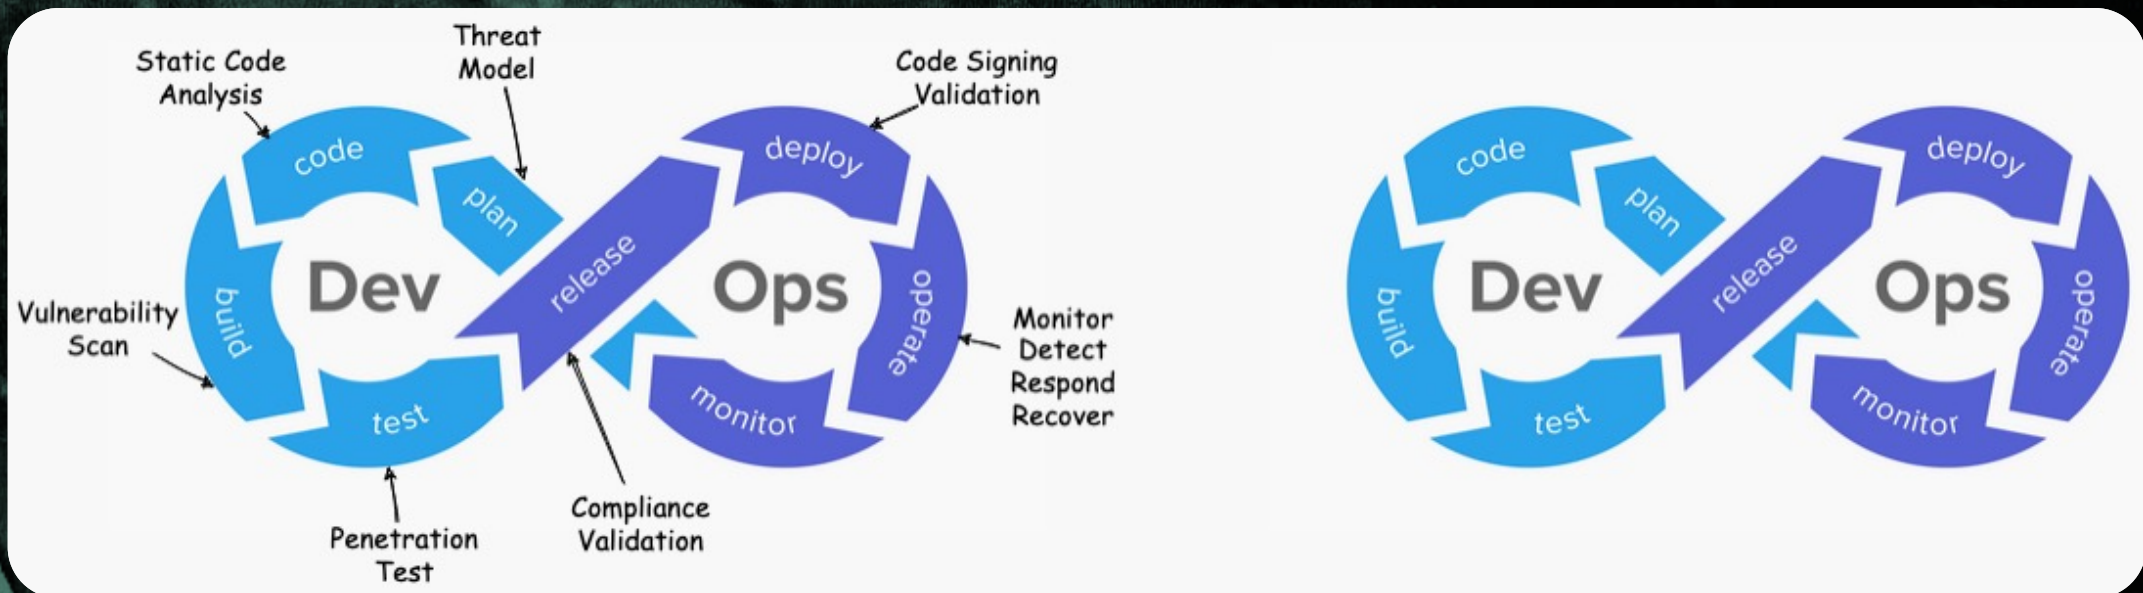 Threat
Model
Static Code
Analysis
Code Signing
Validation
code
plan
release
deploy
Dev
Ops
build
operate
test
monitor
Vulnerability
Scan
Monitor
Detect
Respond
Recover
Penetration
Test
Compliance
Validation
code
plan
release
deploy
Dev
Ops
build
operate
test
monitor